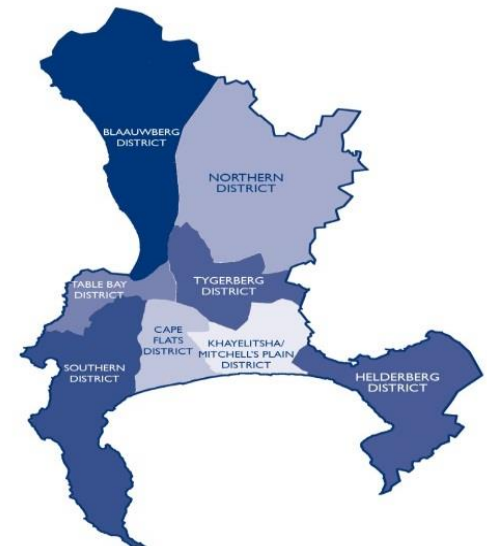 BLAAUWBERG
DISTRICT
NORTHERN
DISTRICT
TABLE BAY
DISTRICT
TYGERBERG
DISTRICT
CAPE
FLATS
DISTRICT
KHAYELITSHA/
MITCHELL'S PLAIN
DISTRICT
SOUTHERN
DISTRICT
HELDERBERG
DISTRICT